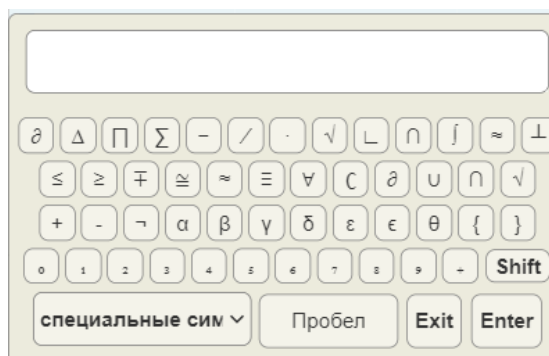 ∂ ∆ ∏ ∑ − ∕ ∙ √ ∟ ∩ ∫ ≈ ┴
≤ ≥ ∓ ≅ ≈ Ξ ∀ ∁ ∂ ∪ ∩ √
+ - ¬ α β γ δ ε ϵ θ { }
₀ ₁ ₂ ₃ ₄ ₅ ₆ ₇ ₈ ₉ ₊ Shift
специальные сим Пробел Exit Enter